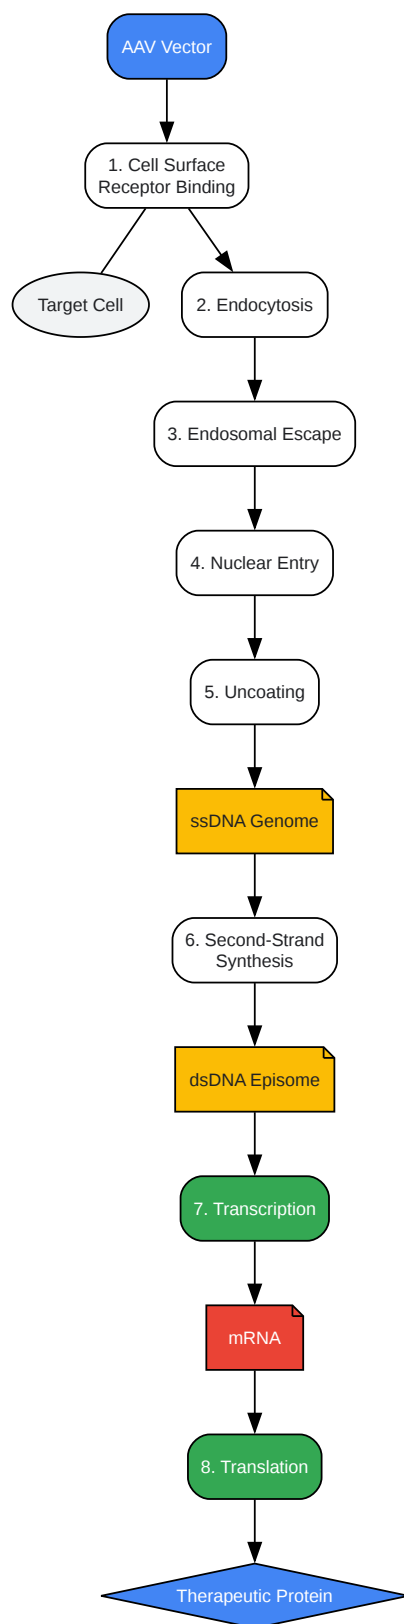 AAV Vector
1. Cell Surface
Receptor Binding
Target Cell
2. Endocytosis
3. Endosomal Escape
4. Nuclear Entry
5. Uncoating
ssDNA Genome
6. Second-Strand
Synthesis
dsDNA Episome
7. Transcription
mRNA
8. Translation
Therapeutic Protein